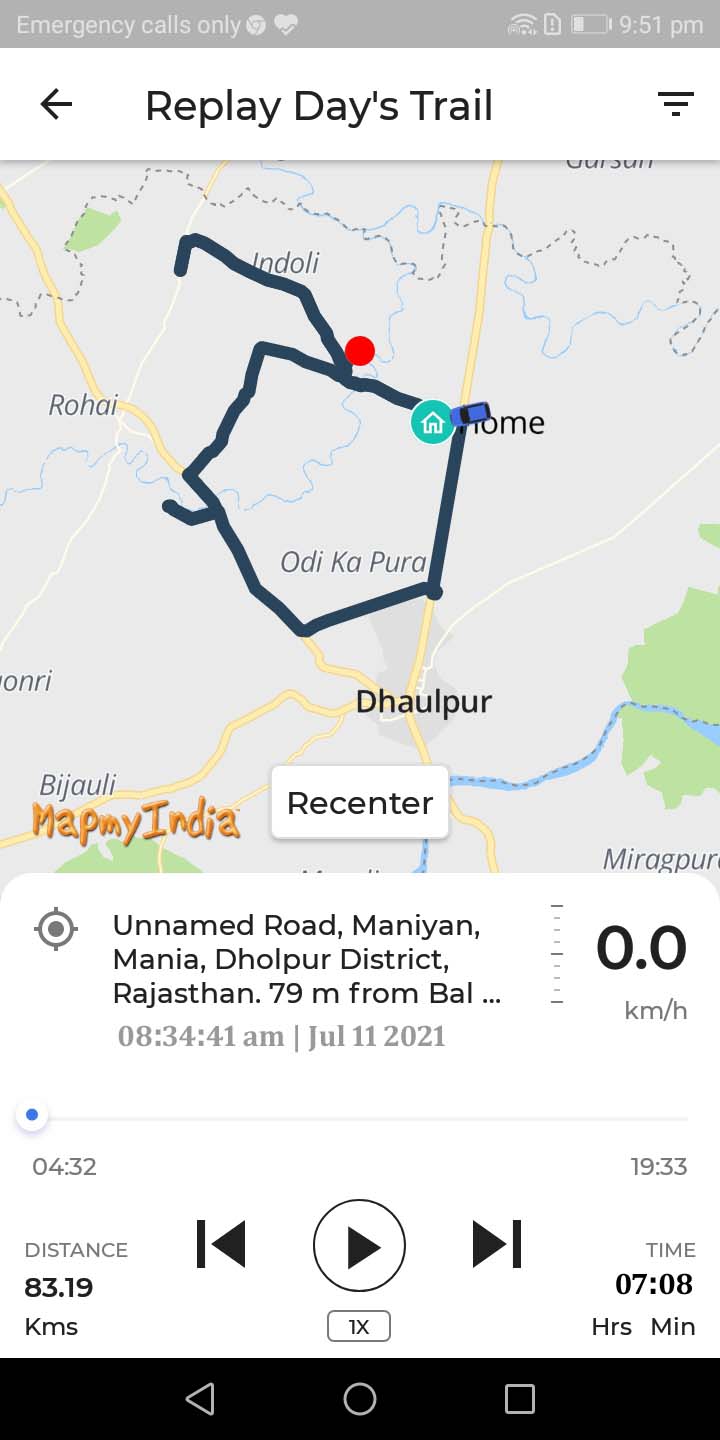 Emergency calls only 9:51 pm
Replay Day's Trail
Indoli
Rohai
Home
Odi Ka Pura
onri
Dhaulpur
Bijauli
MapmyIndia
Recenter
Miragpur
Unnamed Road, Maniyan,
Mania, Dholpur District,
Rajasthan. 79 m from Bal ...
0.0
km/h
08:34:41 am | Jul 11 2021
04:32 19:33
DISTANCE TIME
83.19 07:08
Kms 1X Hrs Min